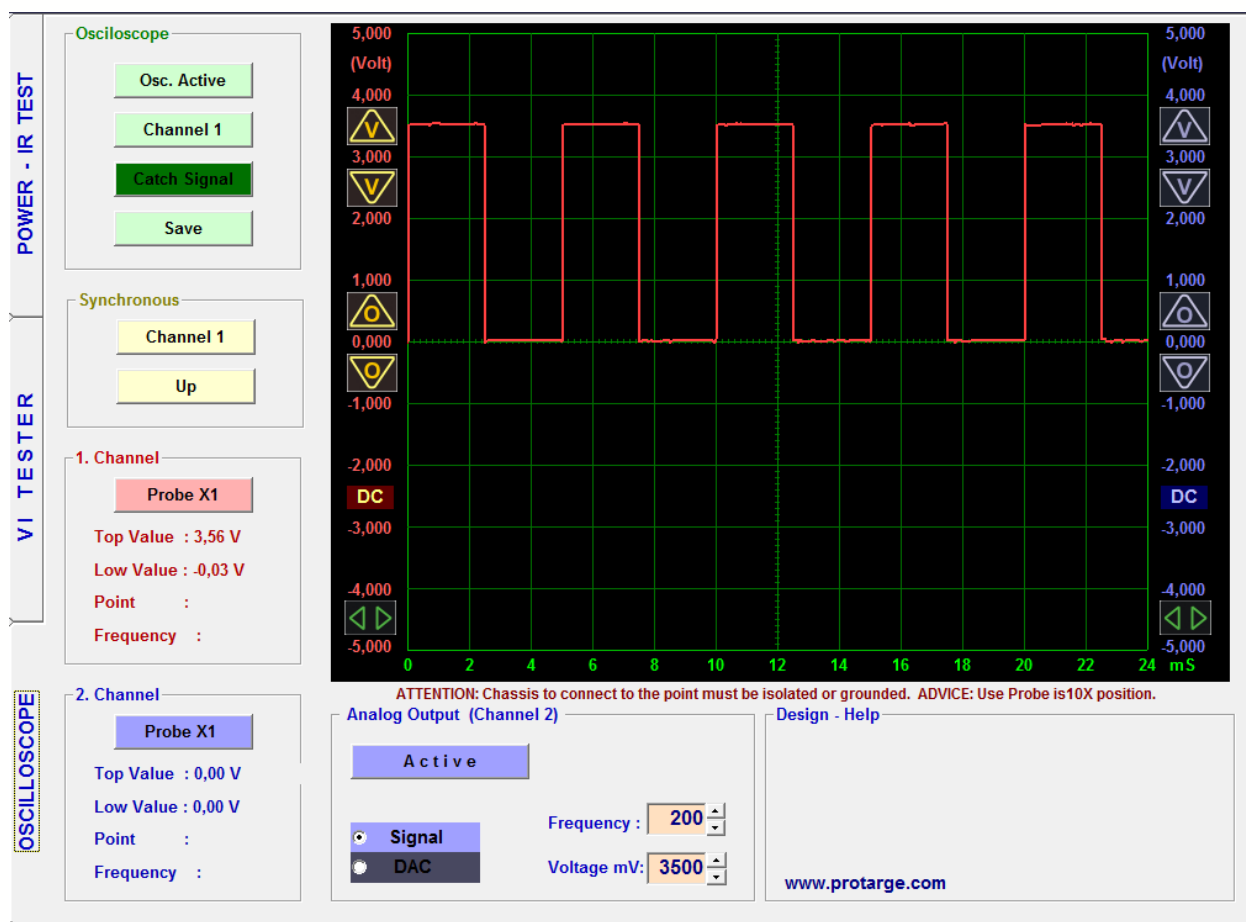 POWER - IR TEST
VI TESTER
OSCILLOSCOPE
Osciloscope
Osc. Active
Channel 1
Catch Signal
Save
Synchronous
Channel 1
Up
1. Channel
Probe X1
Top Value : 3,56 V
Low Value : -0,03 V
Point :
Frequency :
2. Channel
Probe X1
Top Value : 0,00 V
Low Value : 0,00 V
Point :
Frequency :
5,000
(Volt)
4,000
V
3,000
V
2,000
1,000
O
0,000
O
-1,000
-2,000
DC
-3,000
-4,000
-5,000
5,000
(Volt)
4,000
V
3,000
V
2,000
1,000
O
0,000
O
-1,000
-2,000
DC
-3,000
-4,000
-5,000
0 2 4 6 8 10 12 14 16 18 20 22 24 mS
ATTENTION: Chassis to connect to the point must be isolated or grounded. ADVICE: Use Probe is10X position.
Analog Output (Channel 2)
Active
Signal
DAC
Frequency : 200
Voltage mV: 3500
Design - Help
www.protarge.com